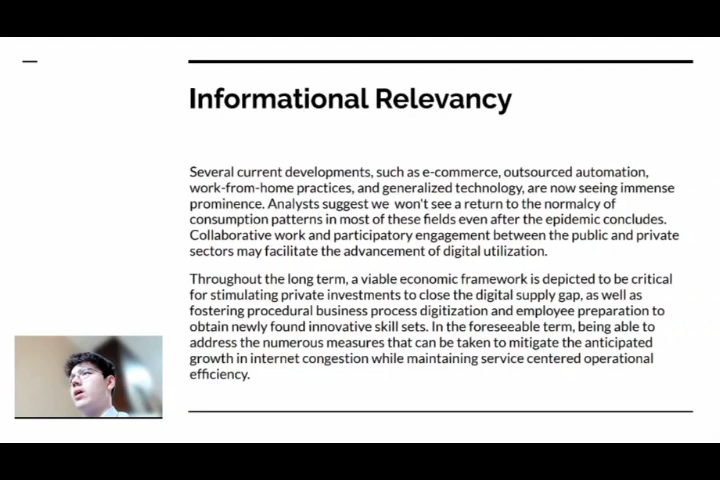 Informational Relevancy
Several current developments, such as e-commerce, outsourced automation,
work-from-home practices, and generalized technology, are now seeing immense
prominence. Analysts suggest we won't see a return to the normalcy of
consumption patterns in most of these fields even after the epidemic concludes.
Collaborative work and participatory engagement between the public and private
sectors may facilitate the advancement of digital utilization.
Throughout the long term, a viable economic framework is depicted to be critical
for stimulating private investments to close the digital supply gap, as well as
fostering procedural business process digitization and employee preparation to
obtain newly found innovative skill sets. In the foreseeable term, being able to
address the numerous measures that can be taken to mitigate the anticipated
growth in internet congestion while maintaining service centered operational
efficiency.